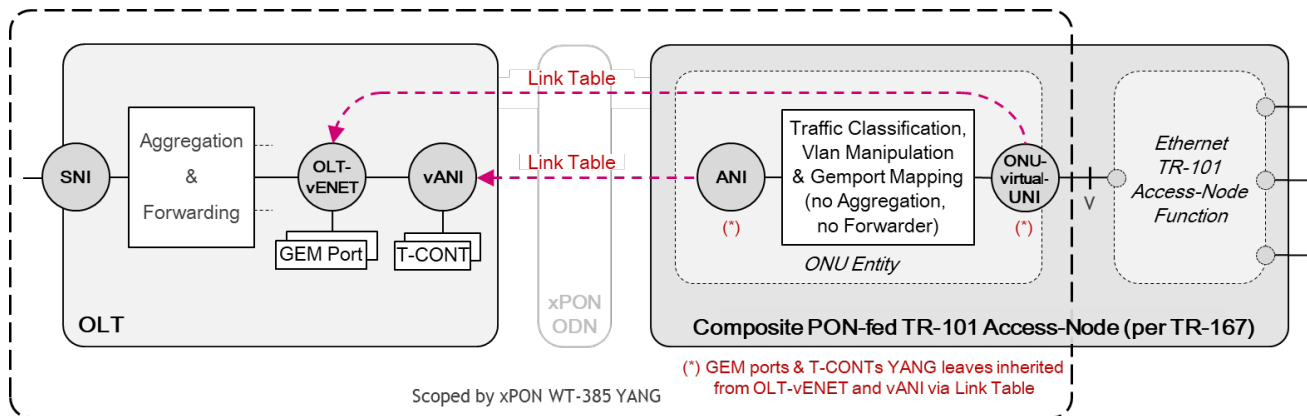 Link Table
Aggregation
&
Forwarding
SNI
OLT-
vENET
vANI
GEM Port
T-CONT
OLT
Link Table
xPON
ODN
ANI
(*)
Traffic Classification,
Vlan Manipulation
& Gemport Mapping
(no Aggregation,
no Forwarder)
ONU Entity
ONU-
virtual-
UNI
(*)
V
Ethernet
TR-101
Access-Node
Function
Composite PON-fed TR-101 Access-Node (per TR-167)
(*) GEM ports & T-CONTs YANG leaves inherited
from OLT-vENET and vANI via Link Table
Scoped by xPON WT-385 YANG